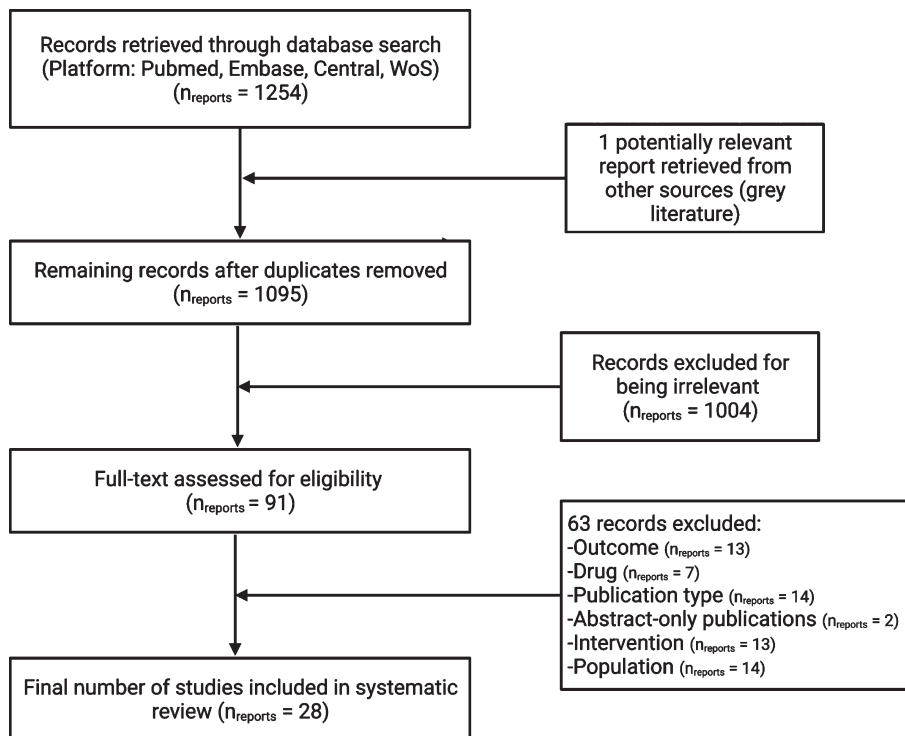 Records retrieved through database search
(Platform: Pubmed, Embase, Central, WoS)
(nreports = 1254)
1 potentially relevant
report retrieved from
other sources (grey
literature)
Remaining records after duplicates removed
(nreports = 1095)
Records excluded for
being irrelevant
(nreports = 1004)
Full-text assessed for eligibility
(nreports = 91)
63 records excluded:
-Outcome (nreports = 13)
-Drug (nreports = 7)
-Publication type (nreports = 14)
-Abstract-only publications (nreports = 2)
-Intervention (nreports = 13)
-Population (nreports = 14)
Final number of studies included in systematic
review (nreports = 28)